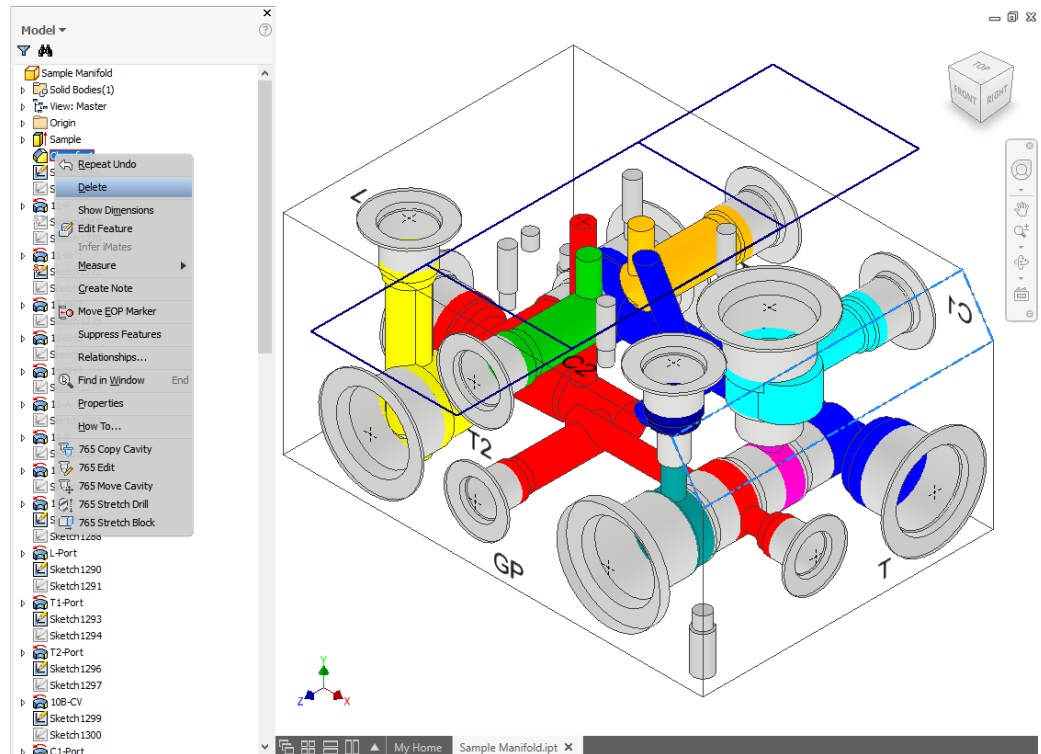 Model
Sample Manifold
Solid Bodies(1)
View: Master
Origin
Sample
Repeat Undo
Delete
Show Dimensions
Edit Feature
Infer iMates
Measure
Create Note
Move EOP Marker
Suppress Features
Relationships...
Find in Window End
Properties
How To...
765 Copy Cavity
765 Edit
765 Move Cavity
765 Stretch Drill
765 Stretch Block
Sketch1288
L-Port
Sketch1290
Sketch1291
T1-Port
Sketch1293
Sketch1294
T2-Port
Sketch1296
Sketch1297
10B-CV
Sketch1299
Sketch1300
C1-Port
TOP
FRONT
RIGHT
L
C1
C2
T2
GP
T
Y
Z
X
My Home
Sample Manifold.ipt